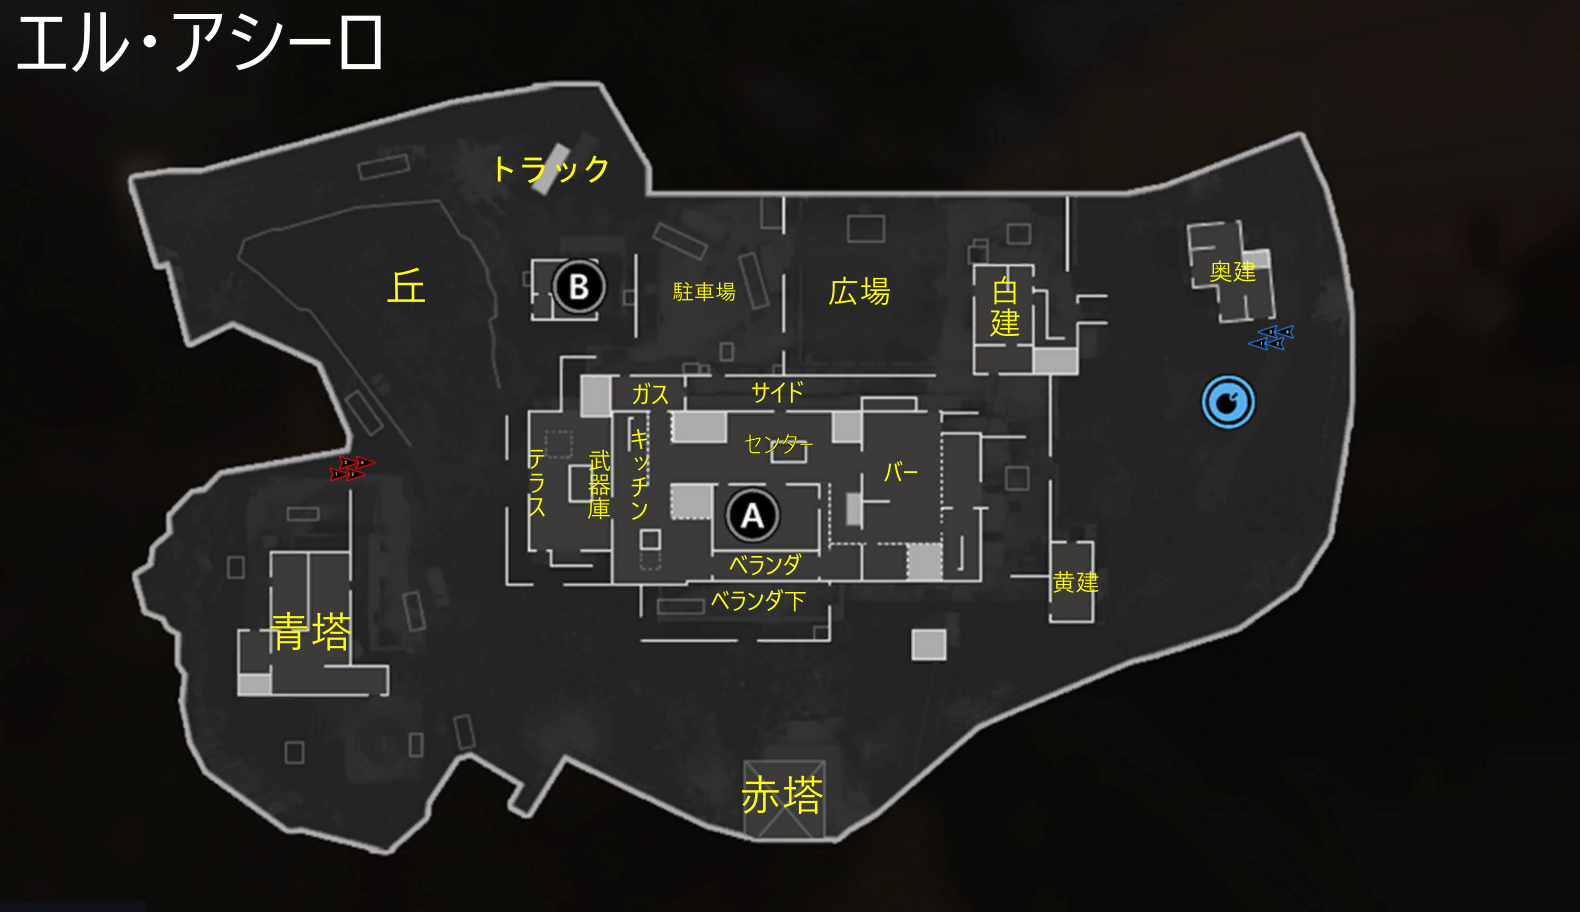 エル・アシーロ
トラック
丘
B
駐車場
広場
白建
奥建
ガス
サイド
センター
キッチン
テラス
武器庫
バー
A
ベランダ
ベランダ下
黄建
青塔
赤塔